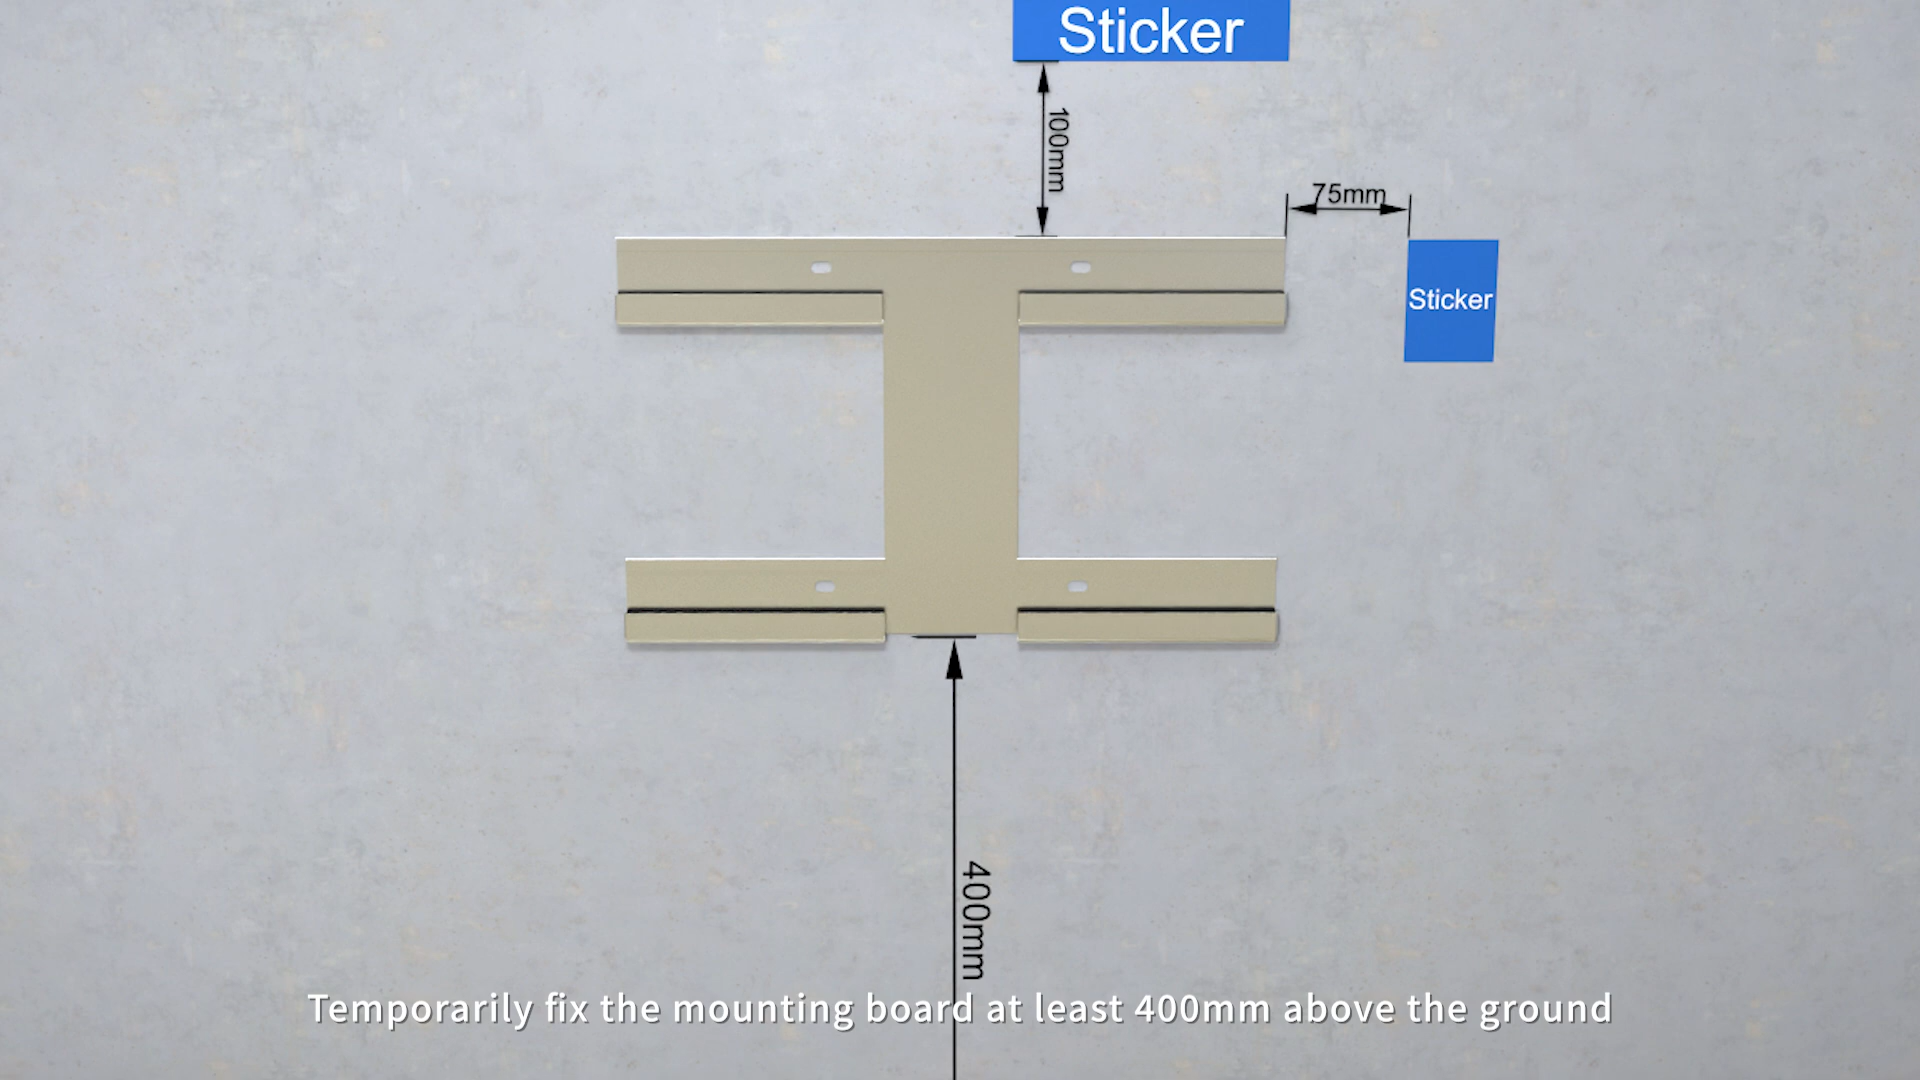 Sticker
100mm
75mm
Sticker
400mm
Temporarily fix the mounting board at least 400mm above the ground